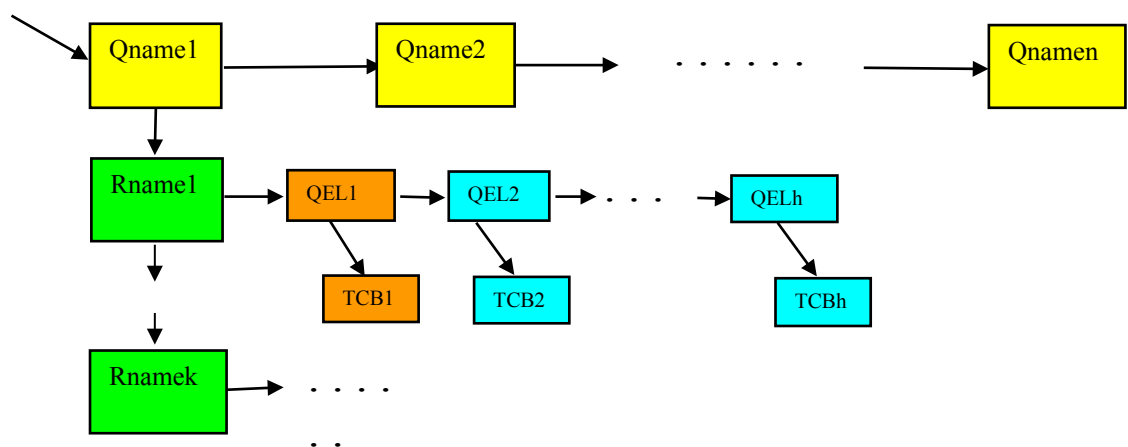 Qname1 Qname2 . . . . . . Qnamen
Rname1 QEL1 QEL2 . . . QELh
TCB1 TCB2 TCBh
Rnamek . . . .
. .